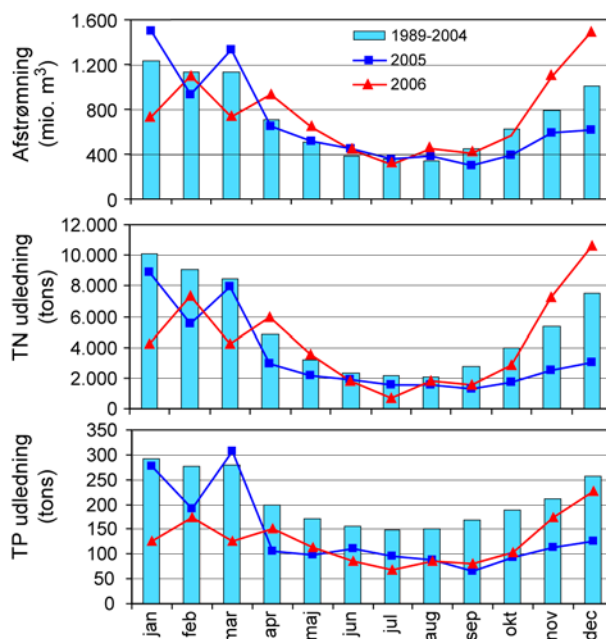 Afstrømning
(mio. m³)
1.600
1.200
800
400
0
1989-2004
2005
2006
TN udledning
(tons)
12.000
10.000
8.000
6.000
4.000
2.000
0
TP udledning
(tons)
350
300
250
200
150
100
50
0
jan
feb
mar
apr
maj
jun
jul
aug
sep
okt
nov
dec